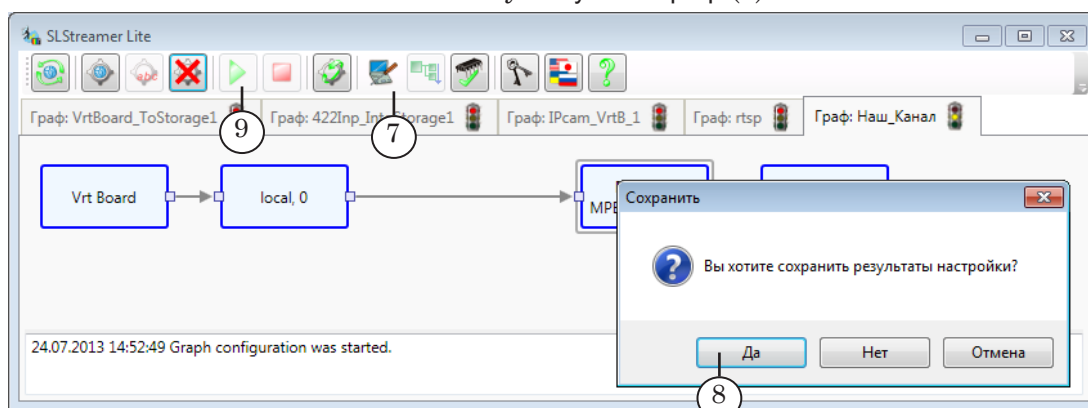 SLStreamer Lite
abc
Граф: VrtBoard_ToStorage1 Граф: 422Inp_Int Storage1 Граф: IPcam_VrtB_1 Граф: rtsp Граф: Наш_Канал
9
7
Vrt Board
local, 0
MPE
Сохранить
Вы хотите сохранить результаты настройки?
24.07.2013 14:52:49 Graph configuration was started.
Да Нет Отмена
8